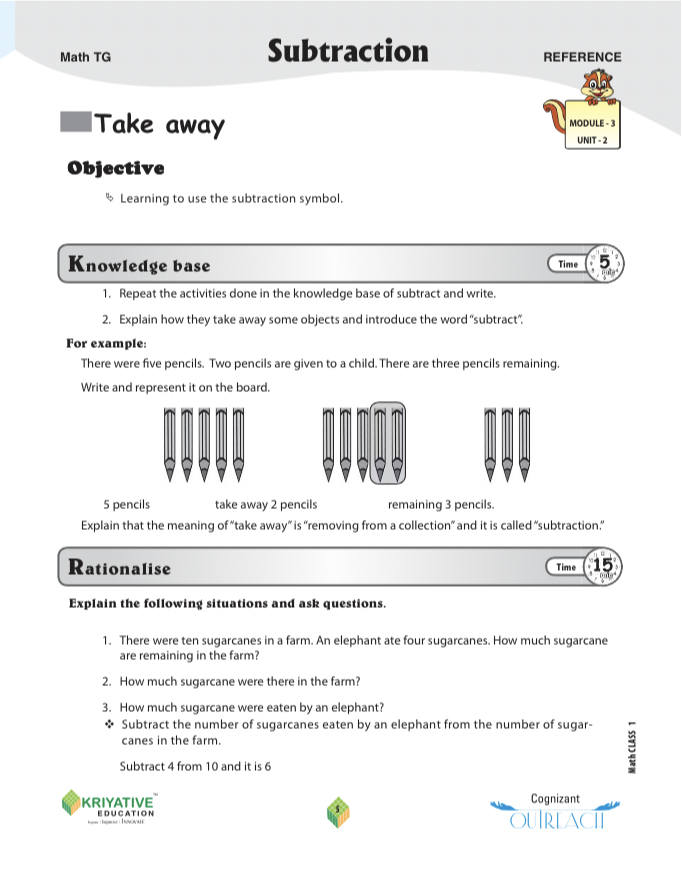 Math TG
Subtraction
REFERENCE
MODULE - 3
UNIT - 2
Take away
Objective
Learning to use the subtraction symbol.
Knowledge base
Time 5
1. Repeat the activities done in the knowledge base of subtract and write.
2. Explain how they take away some objects and introduce the word "subtract".
For example:
There were five pencils. Two pencils are given to a child. There are three pencils remaining.
Write and represent it on the board.
5 pencils take away 2 pencils remaining 3 pencils.
Explain that the meaning of "take away" is "removing from a collection" and it is called "subtraction."
Rationalise
Time 15
Explain the following situations and ask questions.
1. There were ten sugarcanes in a farm. An elephant ate four sugarcanes. How much sugarcane
are remaining in the farm?
2. How much sugarcane were there in the farm?
3. How much sugarcane were eaten by an elephant?
❖ Subtract the number of sugarcanes eaten by an elephant from the number of sugar-
canes in the farm.
Subtract 4 from 10 and it is 6
Math CLASS 1
KRIYATIVE™
EDUCATION
5
Cognizant
OUTREACH